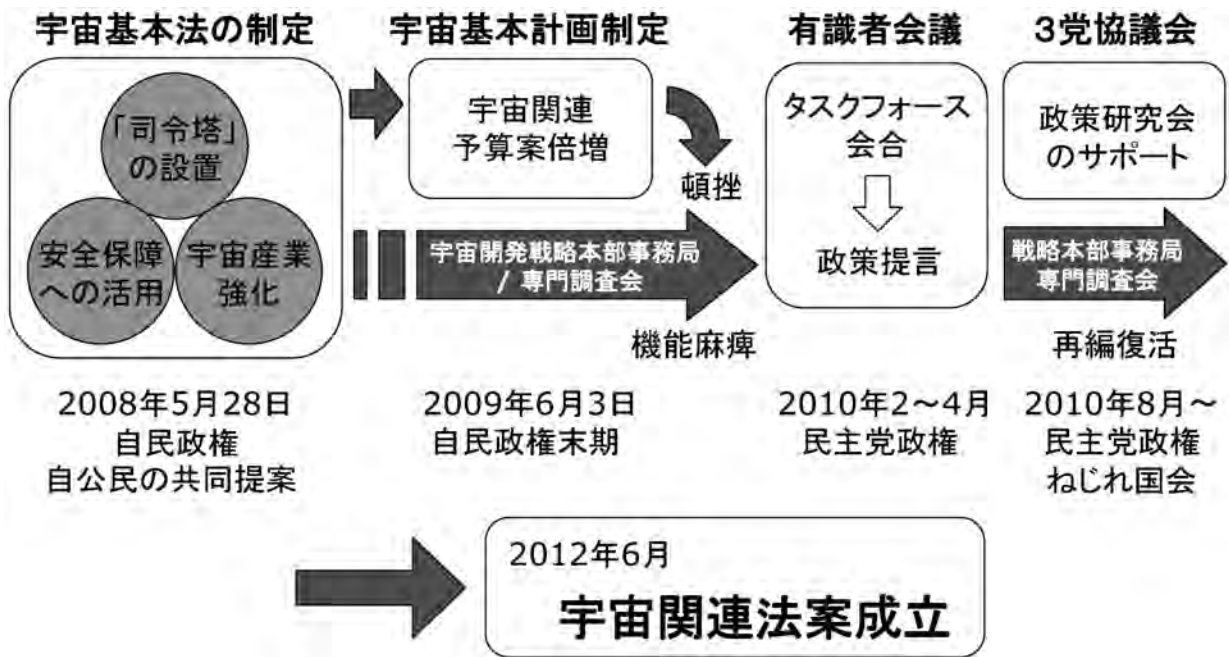 宇宙基本法の制定
「司令塔」
の設置
安全保障
への活用
宇宙産業
強化
2008年5月28日
自民政権
自公民の共同提案
宇宙基本計画制定
宇宙関連
予算案倍増
頓挫
宇宙開発戦略本部事務局
/ 専門調査会
機能麻痺
2009年6月3日
自民政権末期
有識者会議
タスクフォース
会合
政策提言
2010年2～4月
民主党政権
3党協議会
政策研究会
のサポート
戦略本部事務局
専門調査会
再編復活
2010年8月～
民主党政権
ねじれ国会
2012年6月
宇宙関連法案成立